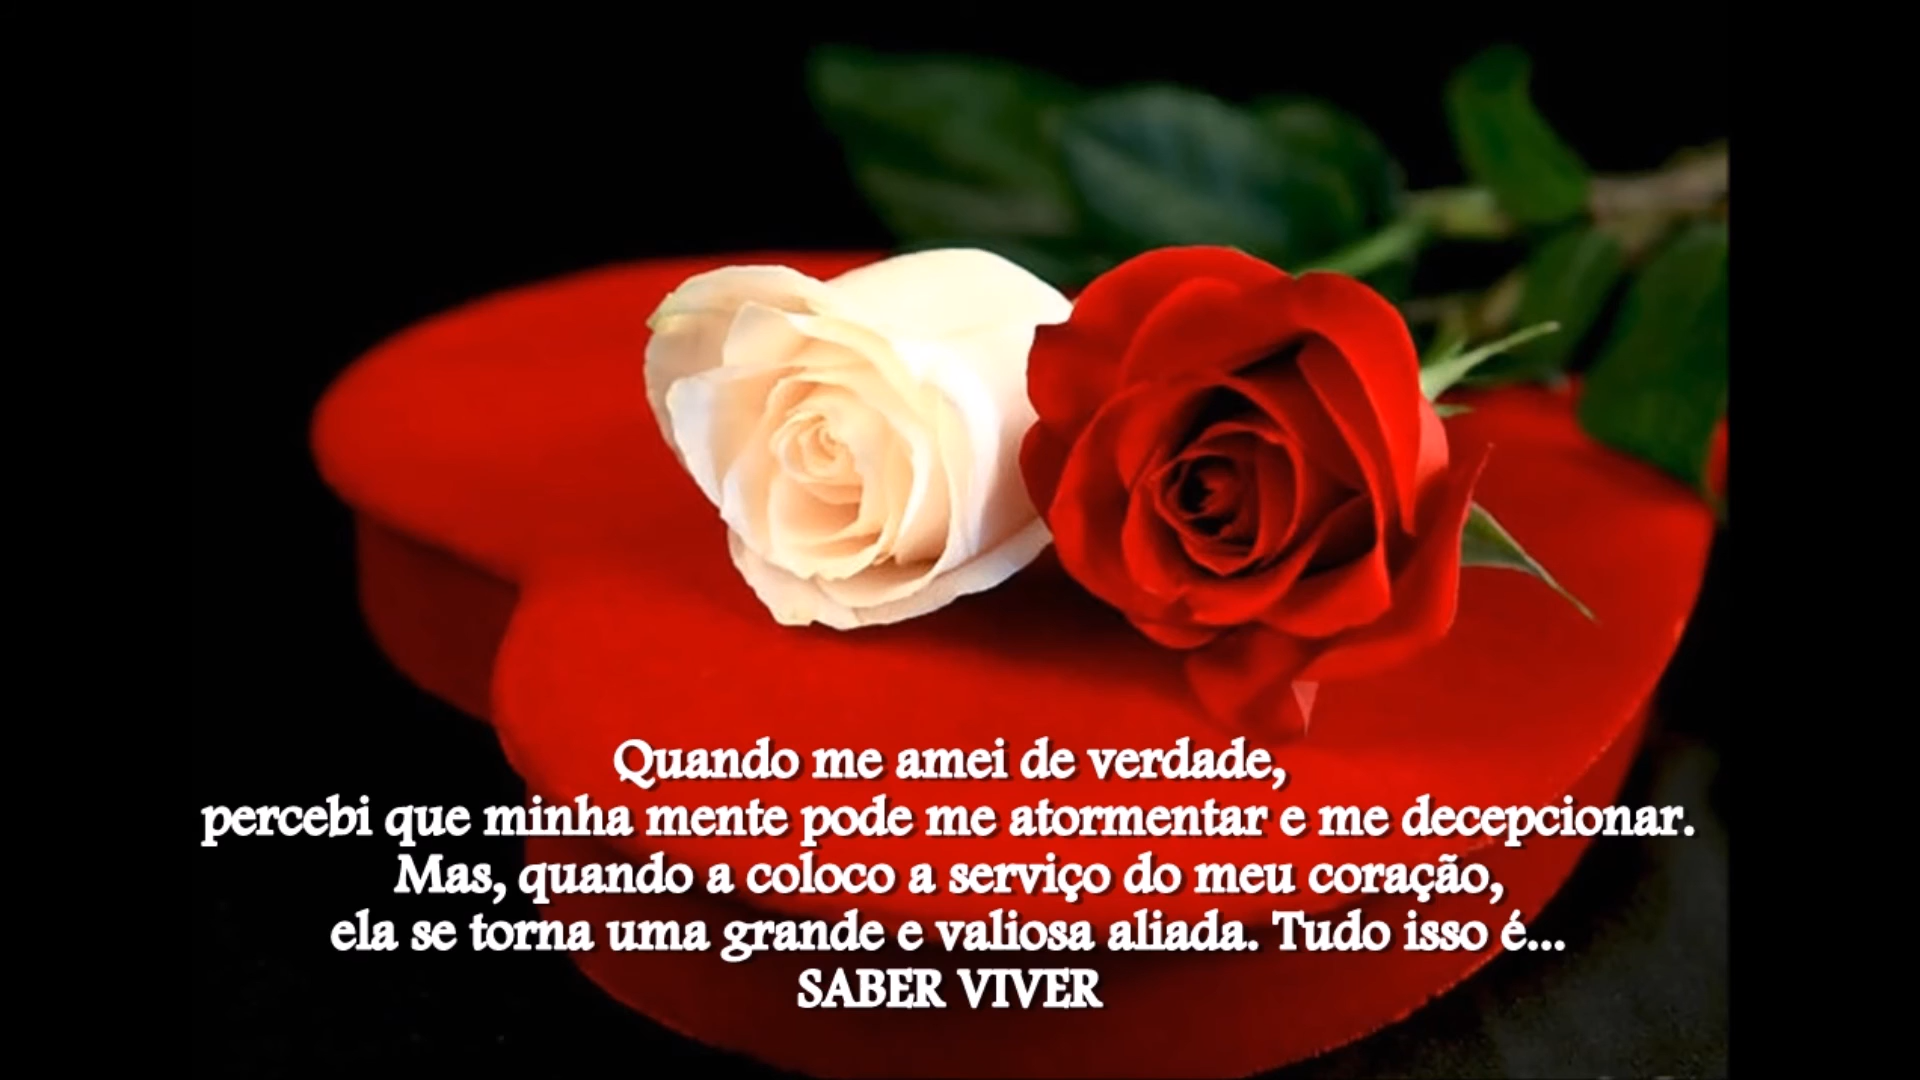 Quando me amei de verdade,
percebi que minha mente pode me atormentar e me decepcionar.
Mas, quando a coloco a serviço do meu coração,
ela se torna uma grande e valiosa aliada. Tudo isso é...
SABER VIVER